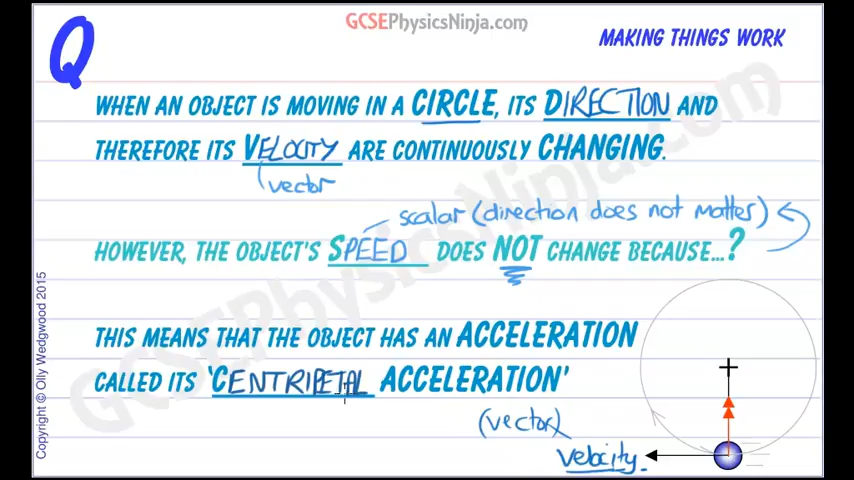 GCSEPhysicsNinja.com
Q
MAKING THINGS WORK
WHEN AN OBJECT IS MOVING IN A CIRCLE, ITS DIRECTION AND
THEREFORE ITS VELOCITY ARE CONTINUOUSLY CHANGING.
vector
scalar (direction does not matter)
HOWEVER, THE OBJECT'S SPEED DOES NOT CHANGE BECAUSE...?
THIS MEANS THAT THE OBJECT HAS AN ACCELERATION
CALLED ITS 'CENTRIPETAL ACCELERATION'
(vector)
velocity
Copyright © Olly Wedgwood 2015
GCSEPhysicsNinja.com